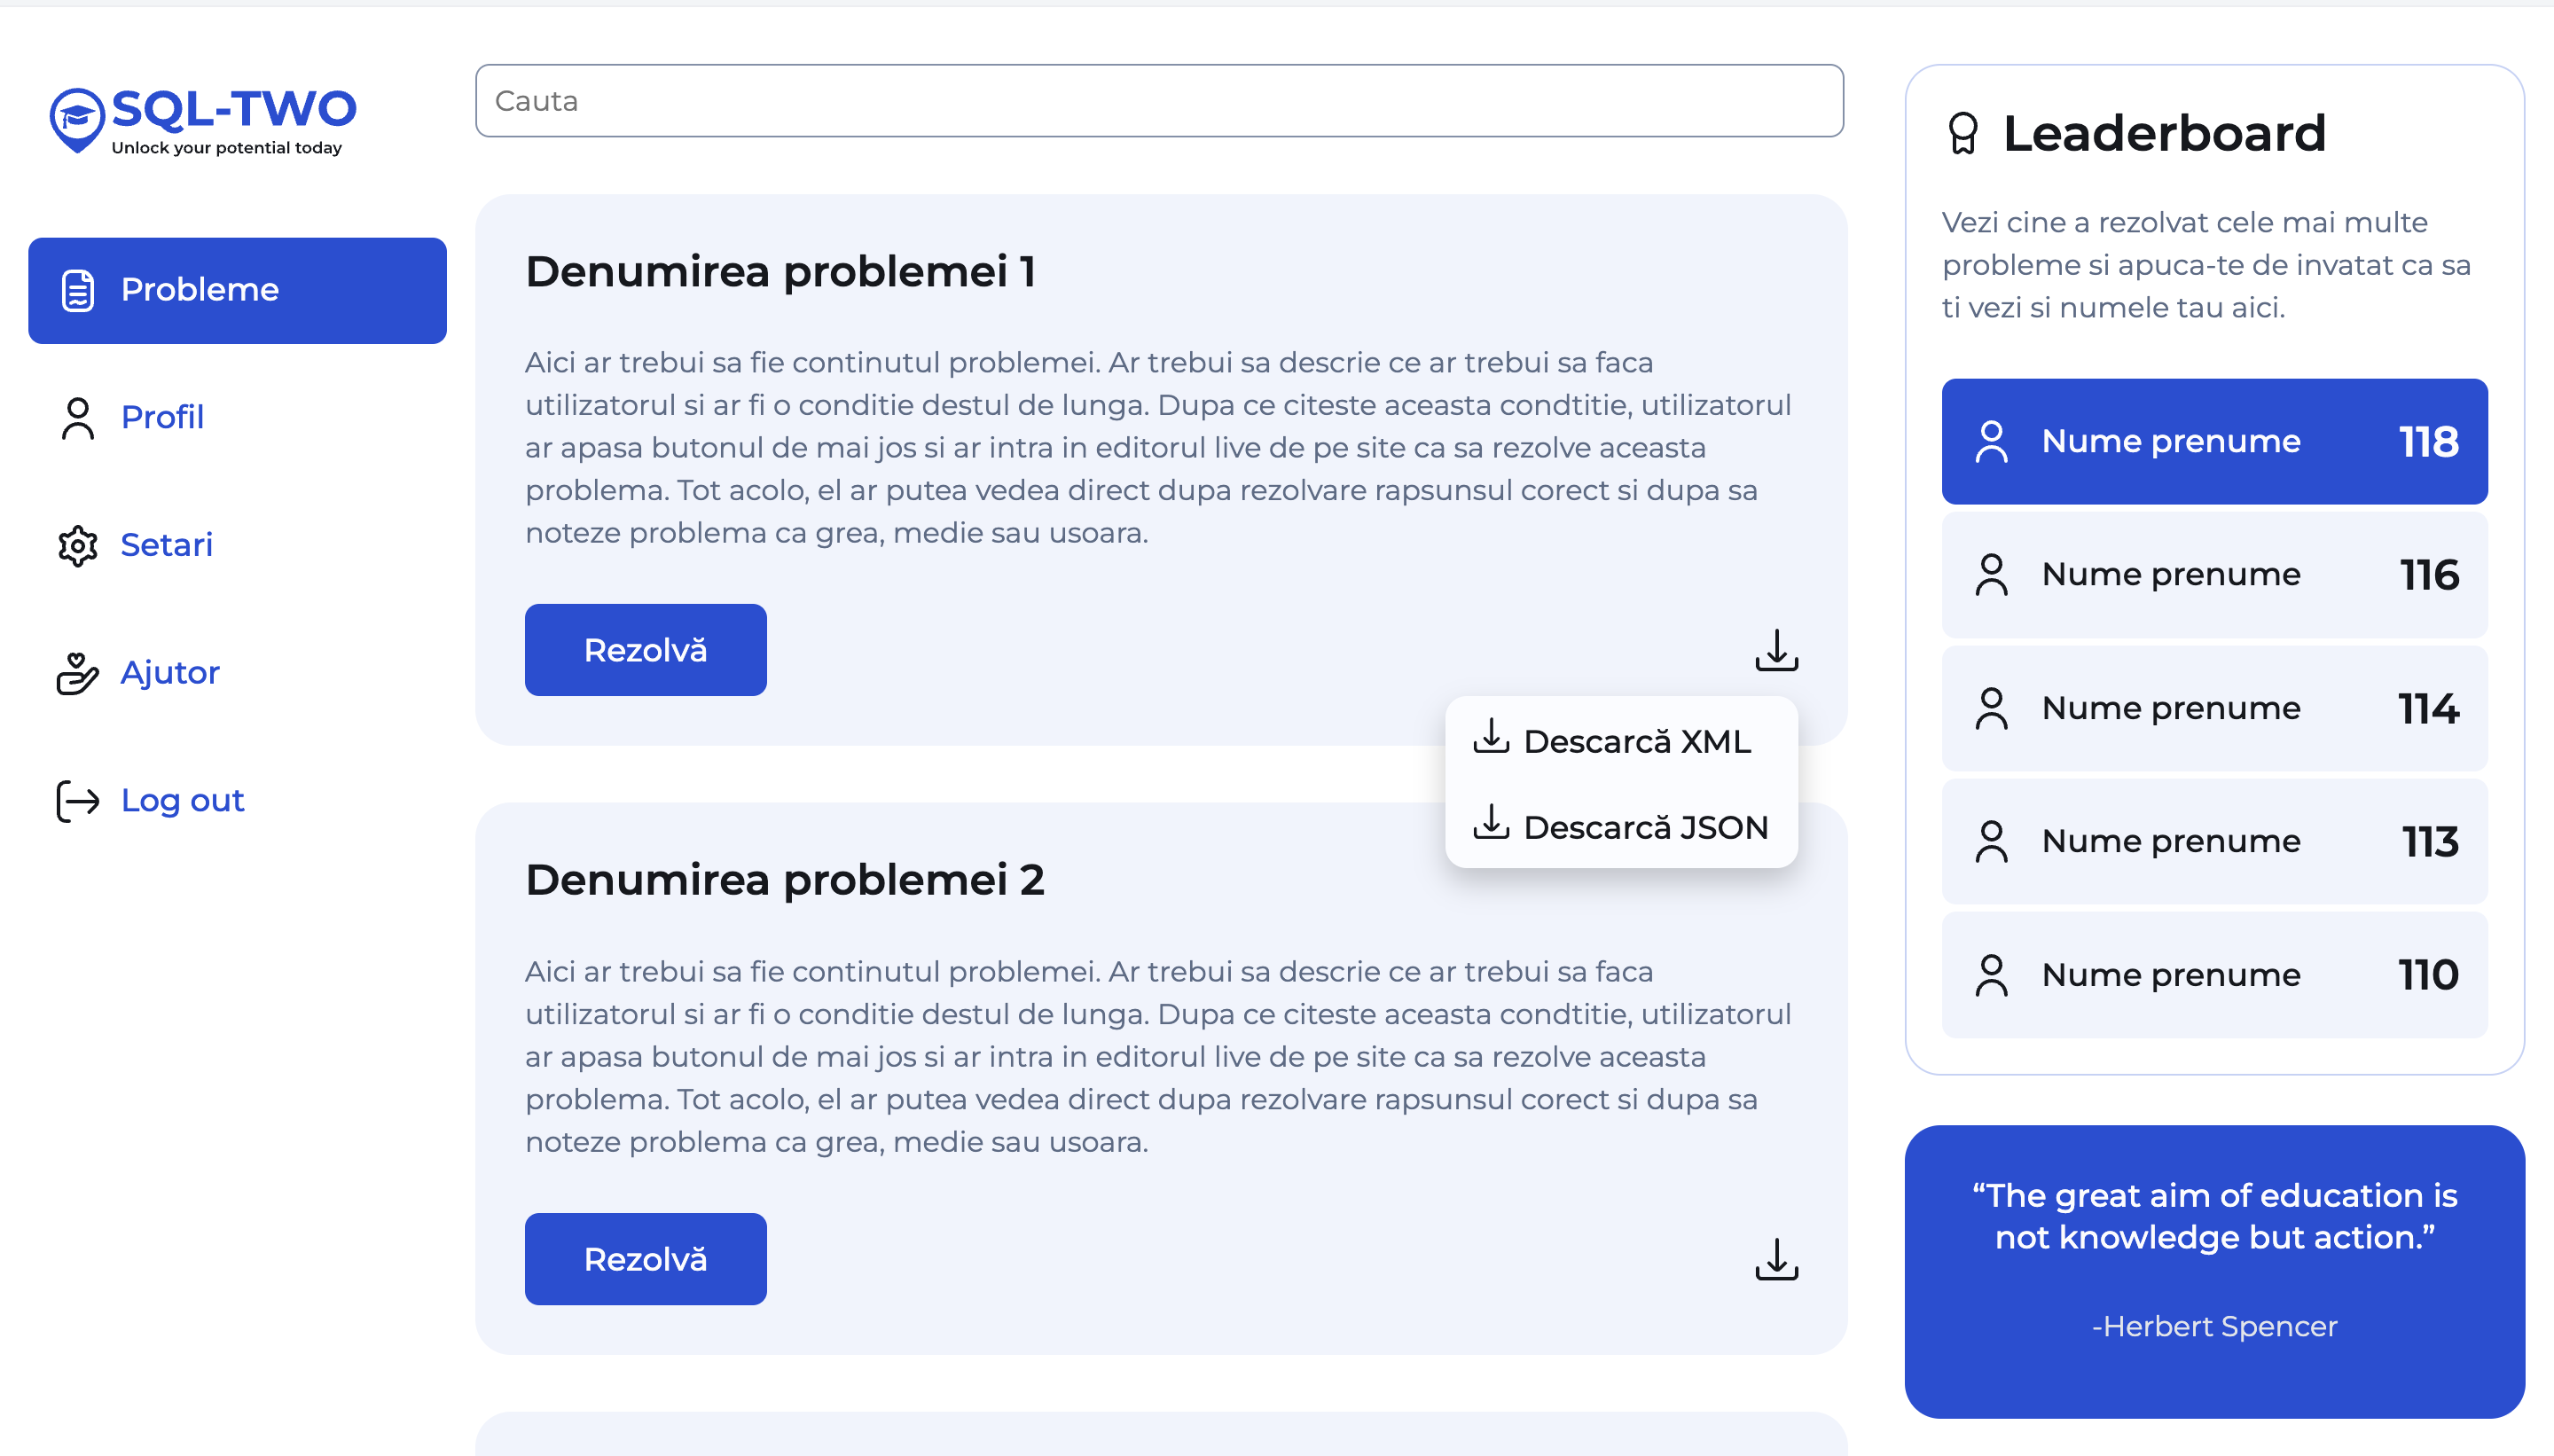 SQL-TWO
Unlock your potential today
Probleme
Profil
Setari
Ajutor
Log out
Cauta
Denumirea problemei 1
Aici ar trebui sa fie continutul problemei. Ar trebui sa descrie ce ar trebui sa faca
utilizatorul si ar fi o conditie destul de lunga. Dupa ce citeste aceasta condtitie, utilizatorul
ar apasa butonul de mai jos si ar intra in editorul live de pe site ca sa rezolve aceasta
problema. Tot acolo, el ar putea vedea direct dupa rezolvare rapsunsul corect si dupa sa
noteze problema ca grea, medie sau usoara.
Rezolvă
Descarcă XML
Descarcă JSON
Denumirea problemei 2
Aici ar trebui sa fie continutul problemei. Ar trebui sa descrie ce ar trebui sa faca
utilizatorul si ar fi o conditie destul de lunga. Dupa ce citeste aceasta condtitie, utilizatorul
ar apasa butonul de mai jos si ar intra in editorul live de pe site ca sa rezolve aceasta
problema. Tot acolo, el ar putea vedea direct dupa rezolvare rapsunsul corect si dupa sa
noteze problema ca grea, medie sau usoara.
Rezolvă
Leaderboard
Vezi cine a rezolvat cele mai multe
probleme si apuca-te de invatat ca sa
ti vezi si numele tau aici.
Nume prenume 118
Nume prenume 116
Nume prenume 114
Nume prenume 113
Nume prenume 110
“The great aim of education is
not knowledge but action.”
-Herbert Spencer